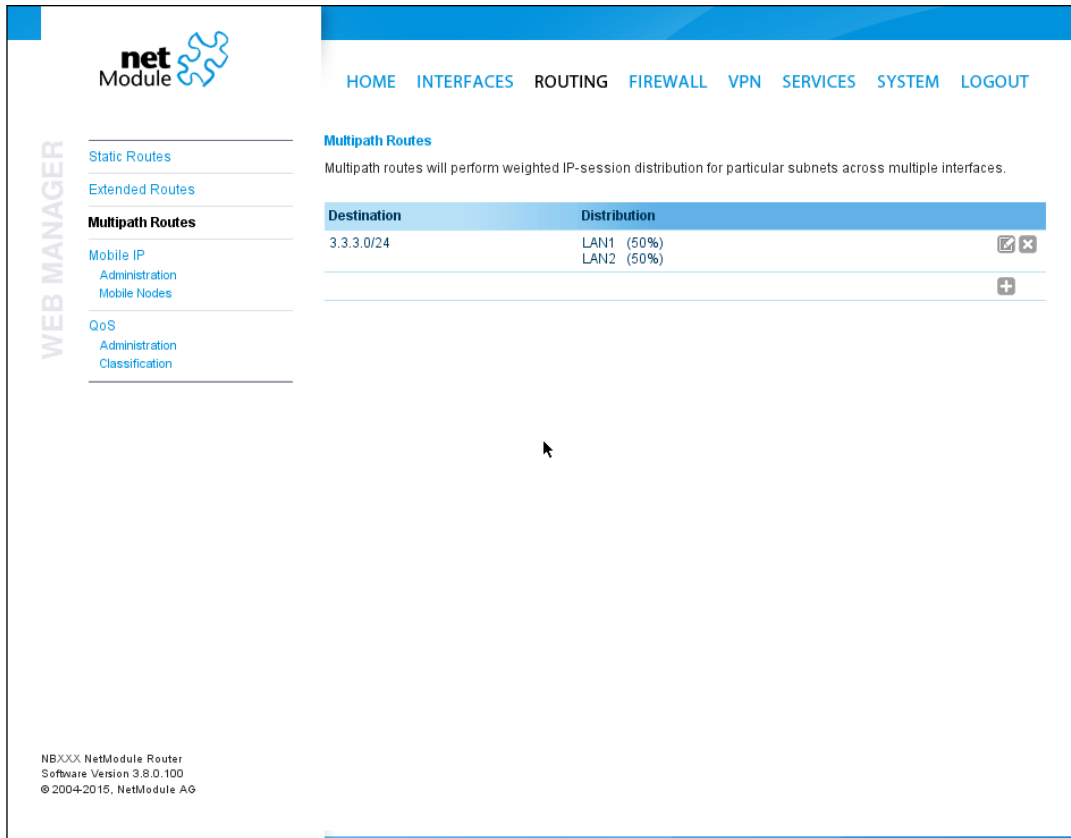 net
Module
HOME INTERFACES ROUTING FIREWALL VPN SERVICES SYSTEM LOGOUT
WEB MANAGER
Static Routes
Extended Routes
Multipath Routes
Mobile IP
Administration
Mobile Nodes
QoS
Administration
Classification
Multipath Routes
Multipath routes will perform weighted IP-session distribution for particular subnets across multiple interfaces.
Destination Distribution
3.3.3.0/24 LAN1 (50%)
LAN2 (50%)
NBXXX NetModule Router
Software Version 3.8.0.100
© 2004-2015, NetModule AG